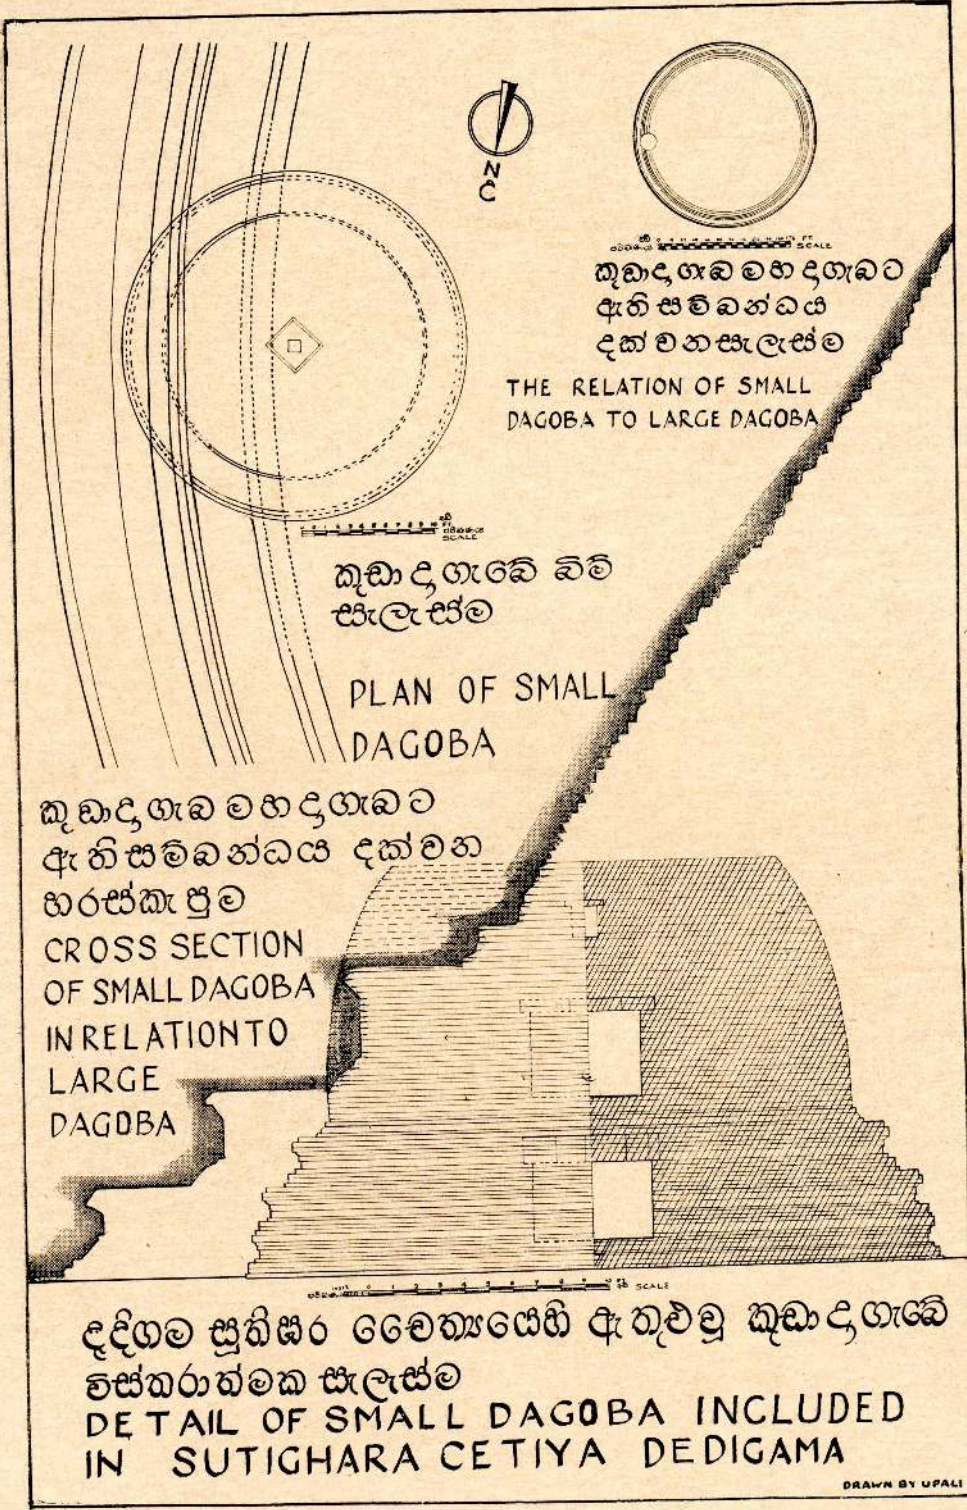 N
SCALE
කුඩා දාගැබ මහ දාගැබට
ඇති සම්බන්ධය
දක්වන සැලැස්ම
THE RELATION OF SMALL
DAGOBA TO LARGE DAGOBA
SCALE
කුඩා දාගැබේ බිම්
සැලැස්ම
PLAN OF SMALL
DAGOBA
කුඩා දාගැබ මහ දාගැබට
ඇති සම්බන්ධය දක්වන
හරස්කැපුම
CROSS SECTION
OF SMALL DAGOBA
IN RELATION TO
LARGE
DAGOBA
SCALE
දැදිගම සූතිඝර චෛත්‍යයෙහි ඇතුළුවූ කුඩා දාගැබේ
විස්තරාත්මක සැලැස්ම
DETAIL OF SMALL DAGOBA INCLUDED
IN SUTIGHARA CETIYA DEDIGAMA
DRAWN BY UPALI